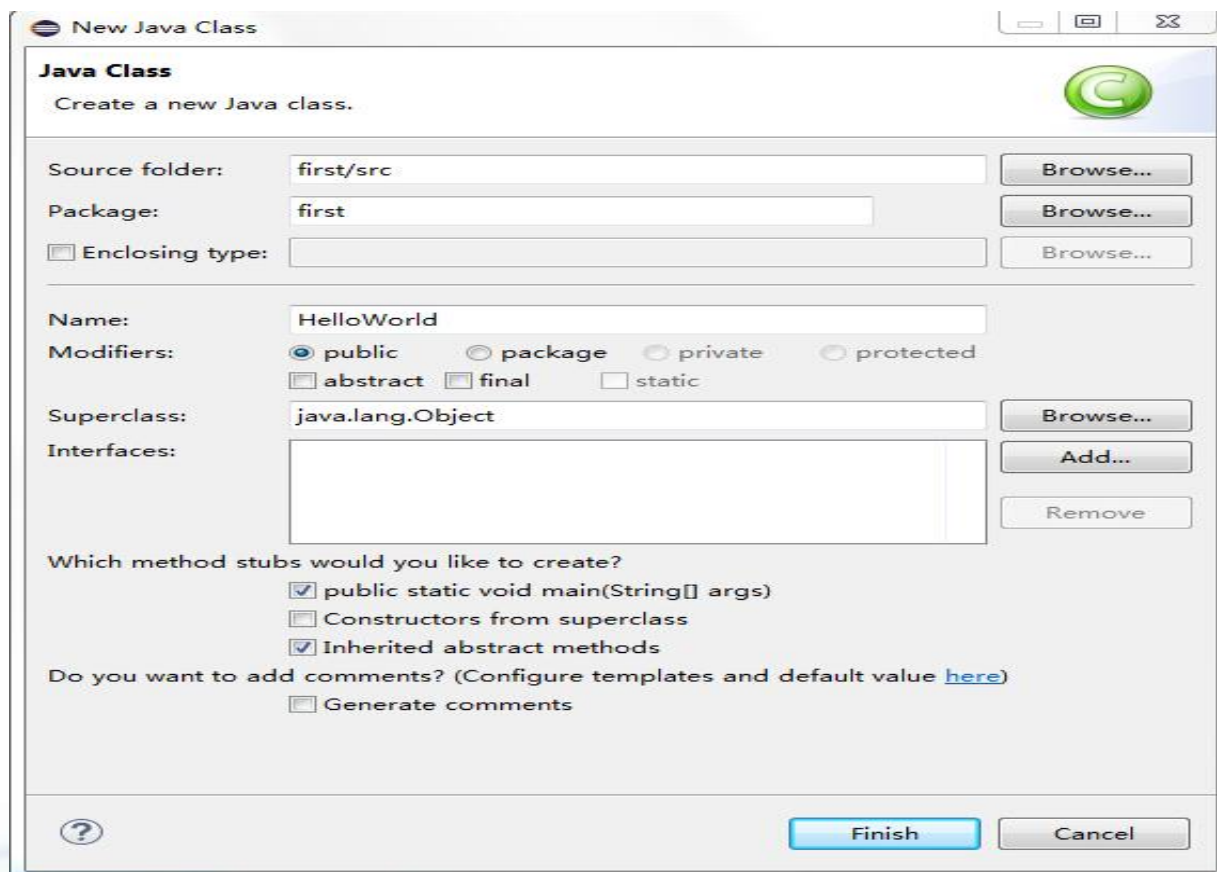 New Java Class
Java Class
Create a new Java class.
Source folder: first/src Browse...
Package: first Browse...
Enclosing type: Browse...
Name: HelloWorld
Modifiers: public package private protected
abstract final static
Superclass: java.lang.Object Browse...
Interfaces: Add...
Remove
Which method stubs would you like to create?
public static void main(String[] args)
Constructors from superclass
Inherited abstract methods
Do you want to add comments? (Configure templates and default value here)
Generate comments
? Finish Cancel